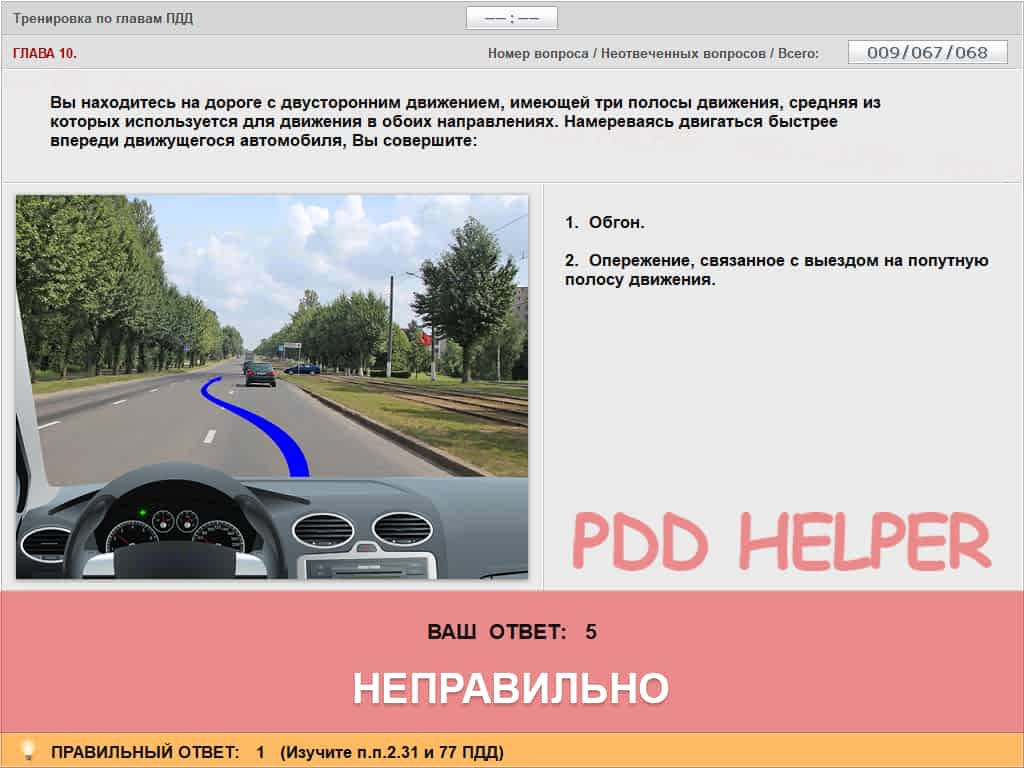 Тренировка по главам ПДД
–– : ––
ГЛАВА 10.
Номер вопроса / Неотвеченных вопросов / Всего:
009/067/068
Вы находитесь на дороге с двусторонним движением, имеющей три полосы движения, средняя из
которых используется для движения в обоих направлениях. Намереваясь двигаться быстрее
впереди движущегося автомобиля, Вы совершите:
1. Обгон.
2. Опережение, связанное с выездом на попутную
полосу движения.
PDD HELPER
ВАШ ОТВЕТ: 5
НЕПРАВИЛЬНО
ПРАВИЛЬНЫЙ ОТВЕТ: 1 (Изучите п.п.2.31 и 77 ПДД)